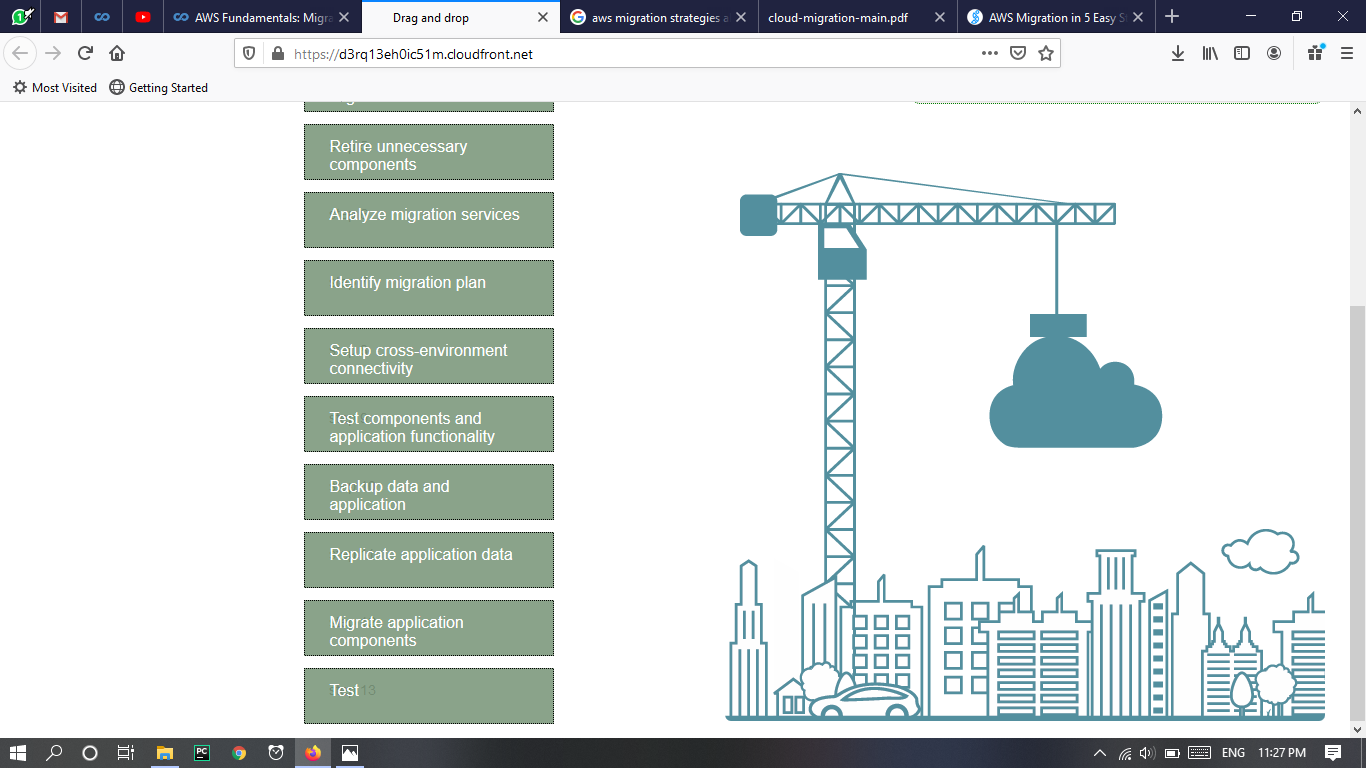 AWS Fundamentals: Migra
Drag and drop
aws migration strategies a
cloud-migration-main.pdf
AWS Migration in 5 Easy S
https://d3rq13eh0ic51m.cloudfront.net
Most Visited
Getting Started
Retire unnecessary
components
Analyze migration services
Identify migration plan
Setup cross-environment
connectivity
Test components and
application functionality
Backup data and
application
Replicate application data
Migrate application
components
Test
13
PC
ENG
11:27 PM